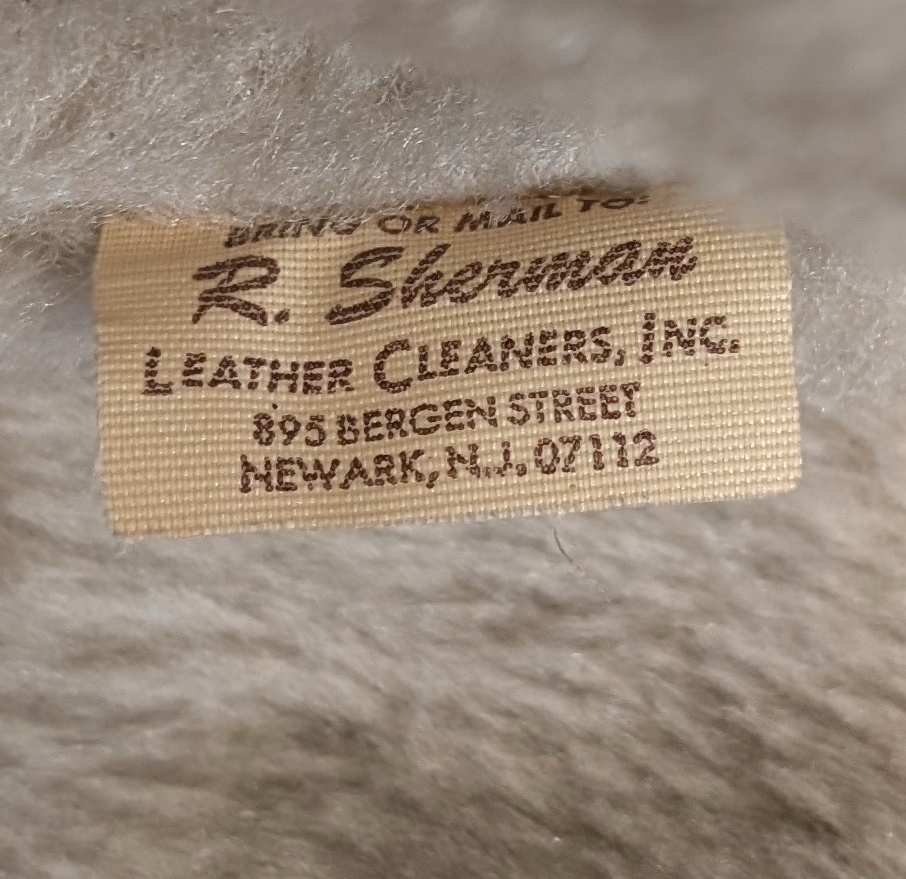 BRING OR MAIL TO:
R. Sherman
LEATHER CLEANERS, INC.
895 BERGEN STREET
NEWARK, N.J. 07112